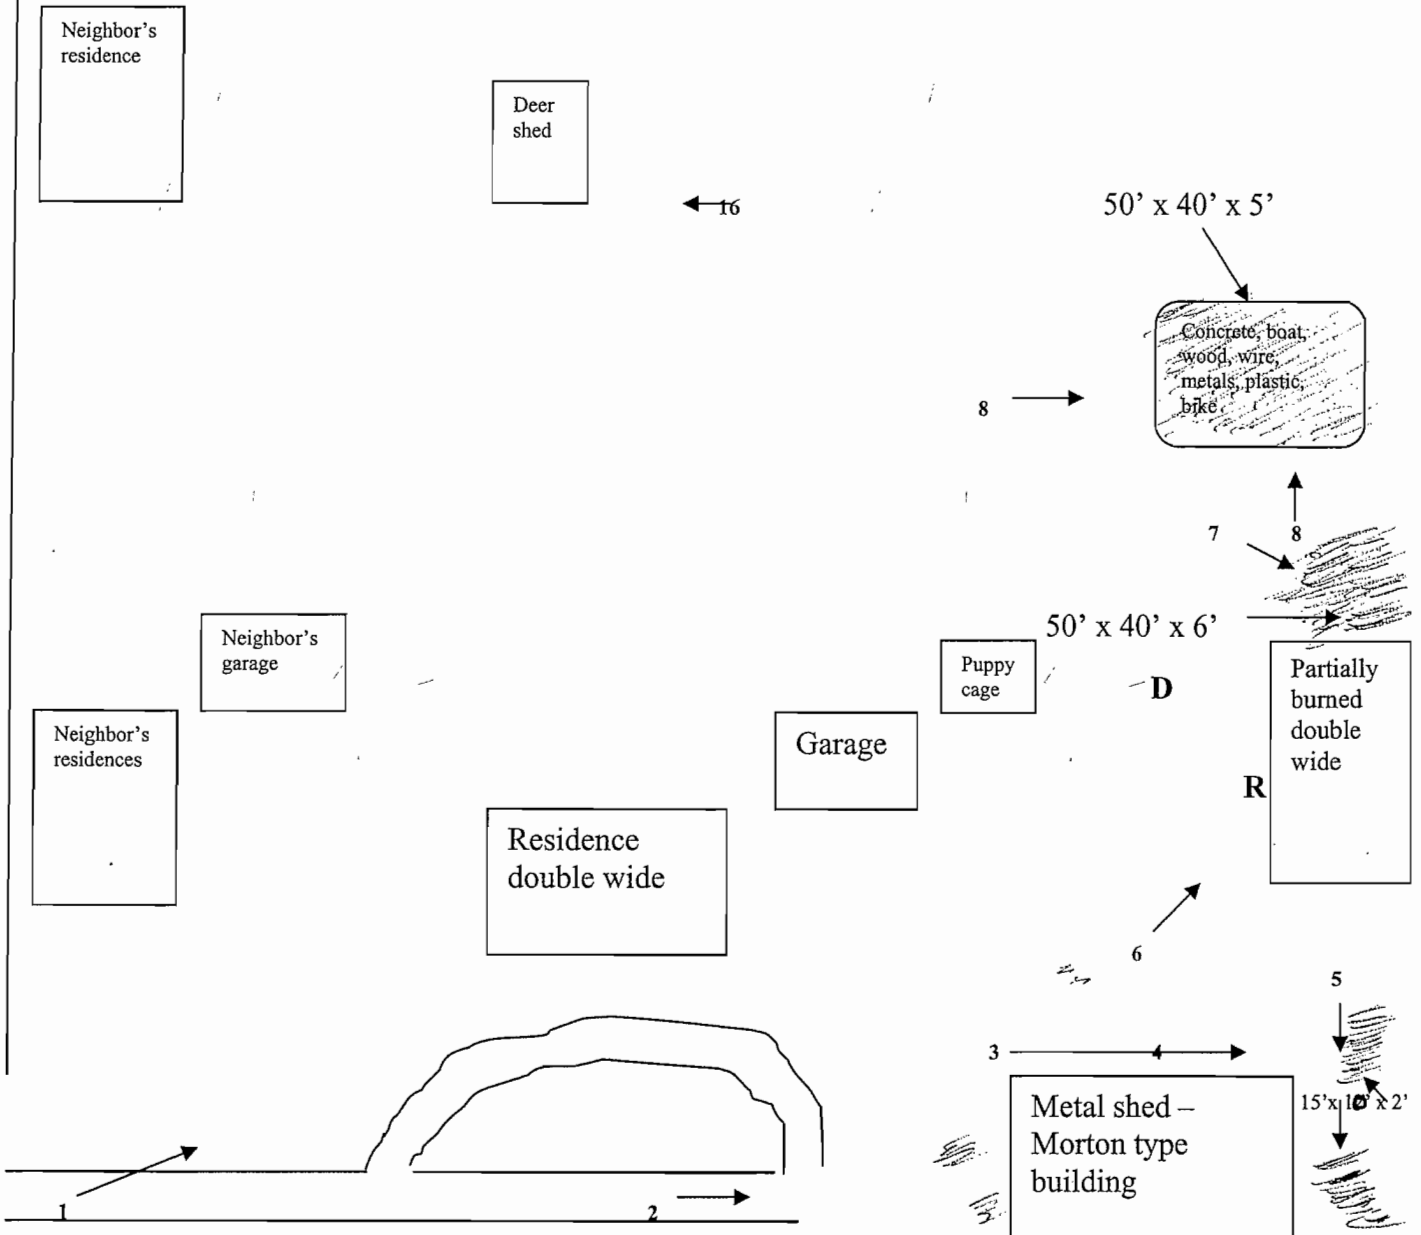 Neighbor's
residence
Deer
shed
16
50' x 40' x 5'
Concrete, boat,
wood, wire,
metals, plastic,
bike
8
7
8
50' x 40' x 6'
Neighbor's
garage
Puppy
cage
D
Partially
burned
double
wide
Neighbor's
residences
Garage
R
Residence
double wide
6
5
3
4
15'x
x 2'
Metal shed –
Morton type
building
1
2